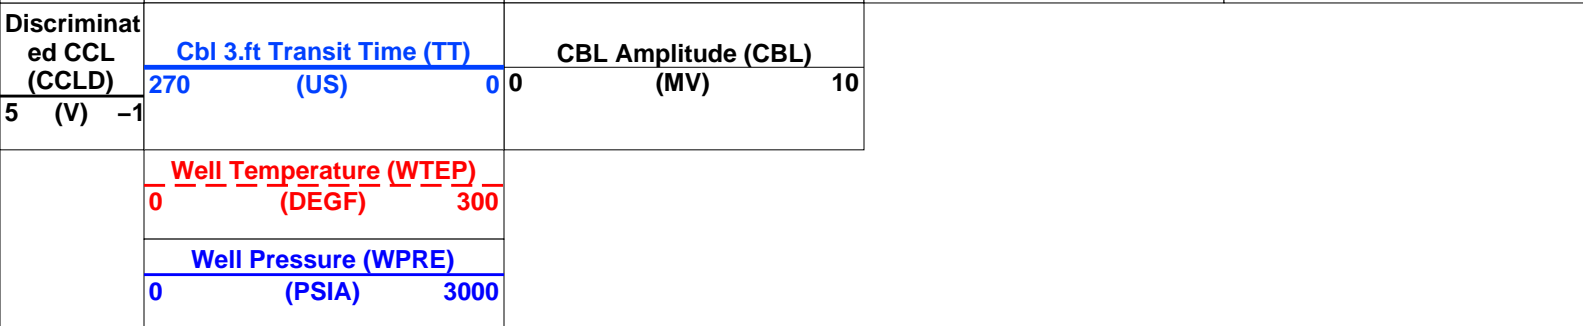 Discriminat
ed CCL
(CCLD)
5 (V) −1
Cbl 3.ft Transit Time (TT)
270 (US) 0
CBL Amplitude (CBL)
0 (MV) 10
Well Temperature (WTEP)
0 (DEGF) 300
Well Pressure (WPRE)
0 (PSIA) 3000